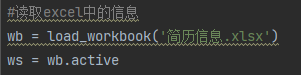 #读取excel中的信息
wb = load_workbook('简历信息.xlsx')
ws = wb.active